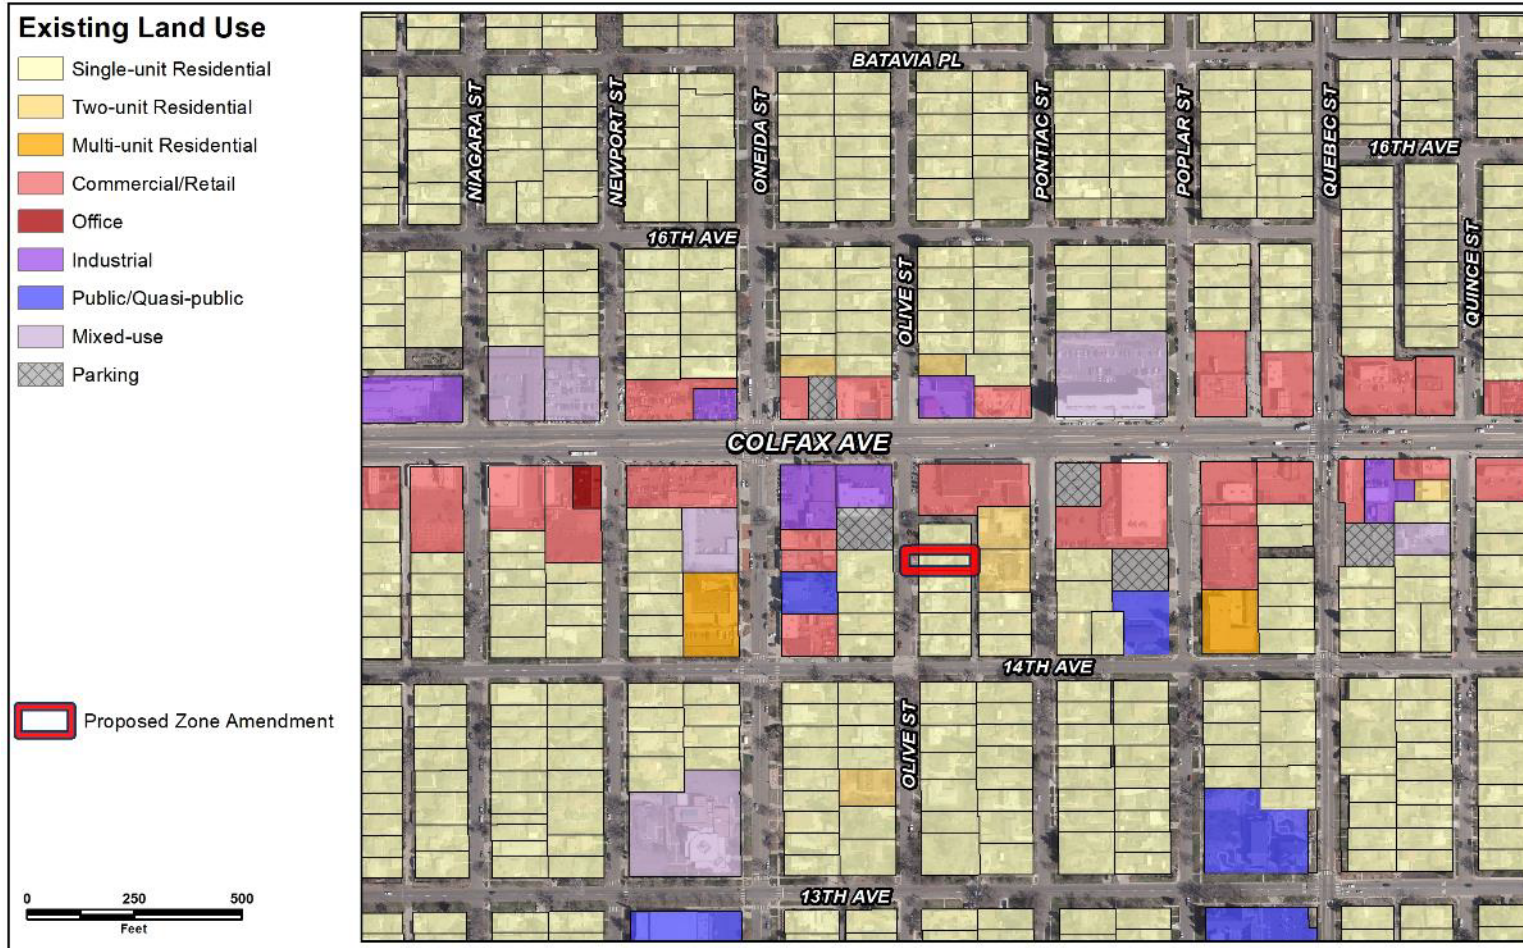 Existing Land Use
Single-unit Residential
Two-unit Residential
Multi-unit Residential
Commercial/Retail
Office
Industrial
Public/Quasi-public
Mixed-use
Parking
Proposed Zone Amendment
0 250 500
Feet
BATAVIA PL
NIAGARA ST
NEWPORT ST
ONEIDA ST
PONTIAC ST
POPLAR ST
QUEBEC ST
16TH AVE
16TH AVE
OLIVE ST
QUINCE ST
COLFAX AVE
14TH AVE
OLIVE ST
13TH AVE